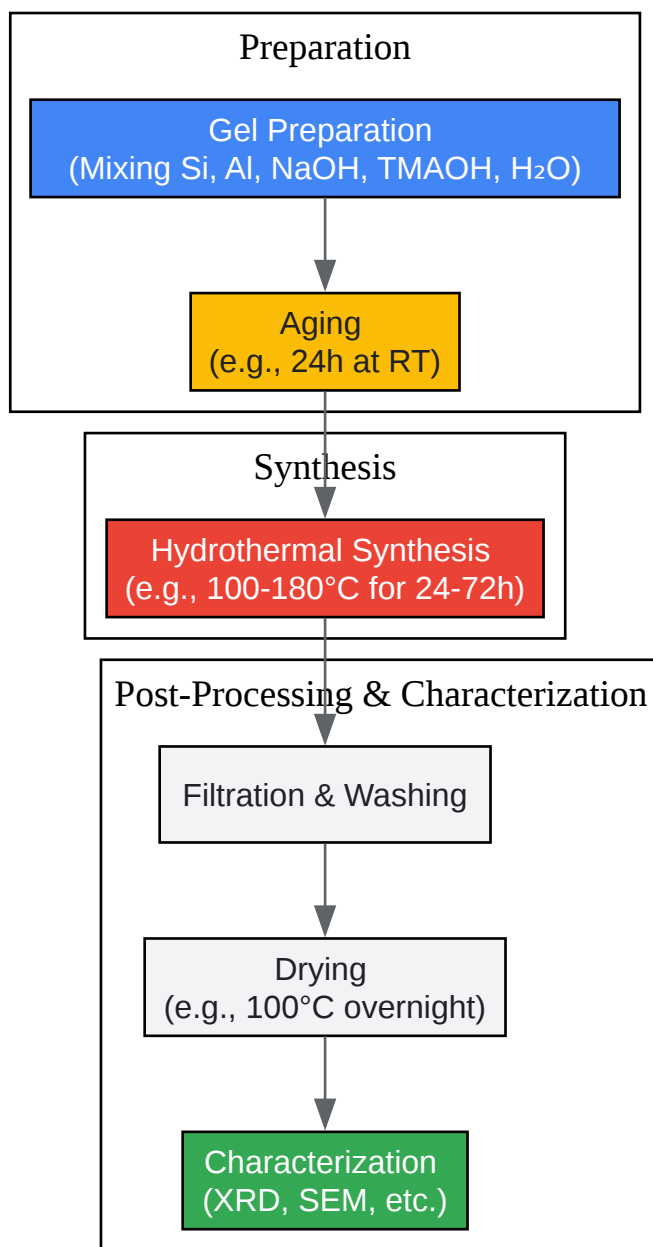 Preparation
Gel Preparation
(Mixing Si, Al, NaOH, TMAOH, H₂O)
Aging
(e.g., 24h at RT)
Synthesis
Hydrothermal Synthesis
(e.g., 100-180°C for 24-72h)
Post-Processing & Characterization
Filtration & Washing
Drying
(e.g., 100°C overnight)
Characterization
(XRD, SEM, etc.)